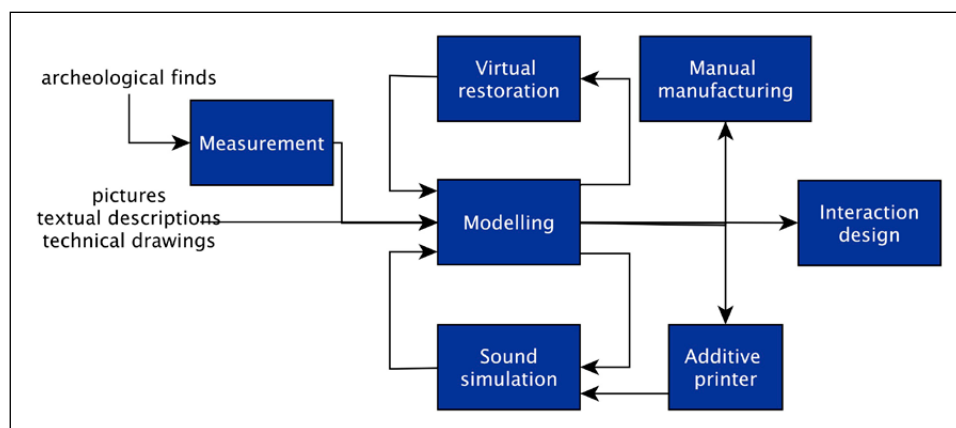 archeological finds
Measurement
pictures
textual descriptions
technical drawings
Virtual
restoration
Modelling
Sound
simulation
Manual
manufacturing
Interaction
design
Additive
printer